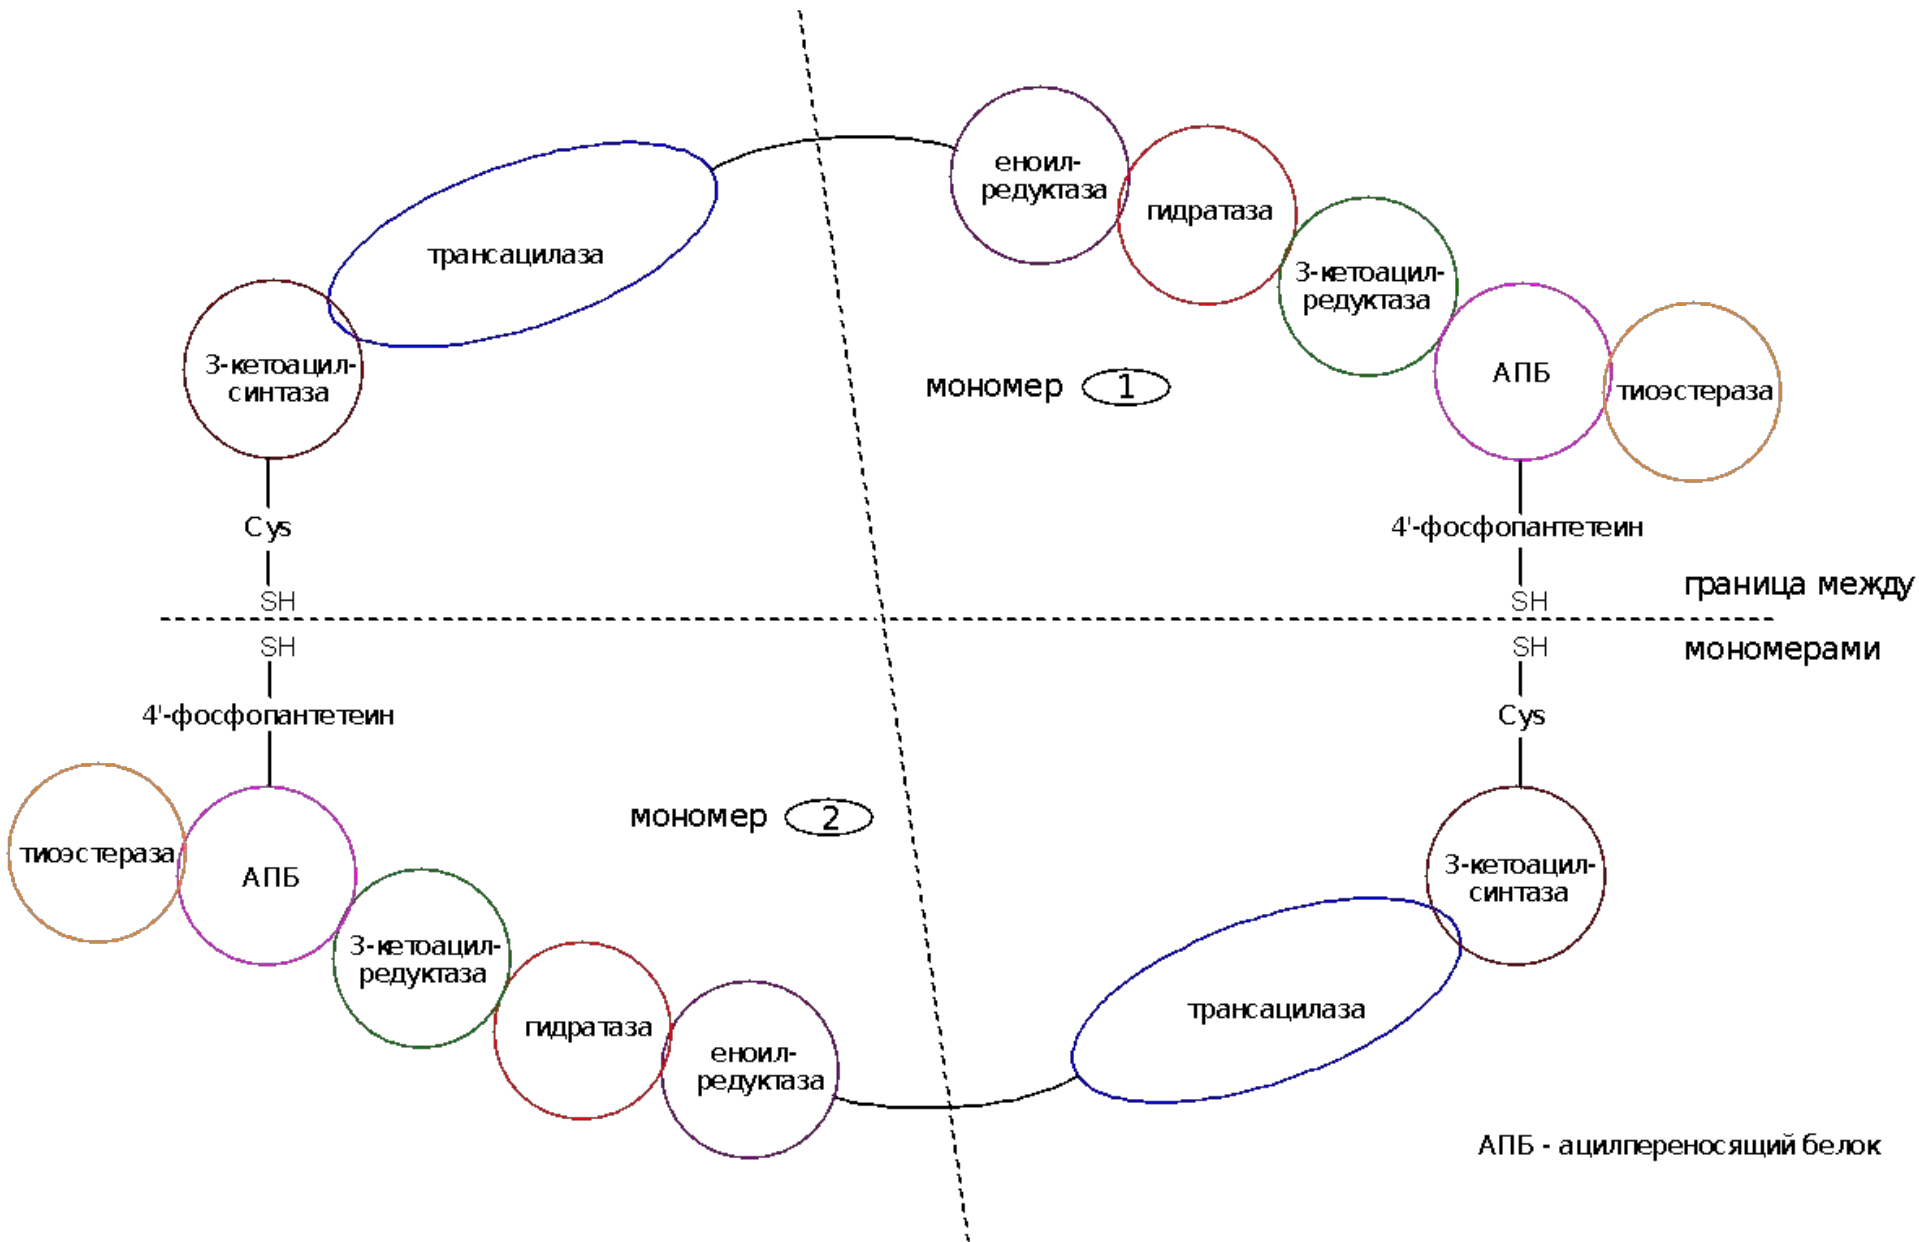 еноил-
редуктаза
гидратаза
трансацилаза
3-кетоацил-
редуктаза
3-кетоацил-
синтаза
мономер 1
АПБ
тиоэстераза
Cys
4'-фосфопантетеин
SH
SH
граница между
SH
SH
мономерами
4'-фосфопантетеин
Cys
мономер 2
тиоэстераза
АПБ
3-кетоацил-
синтаза
3-кетоацил-
редуктаза
гидратаза
трансацилаза
еноил-
редуктаза
АПБ - ацилпереносящий белок